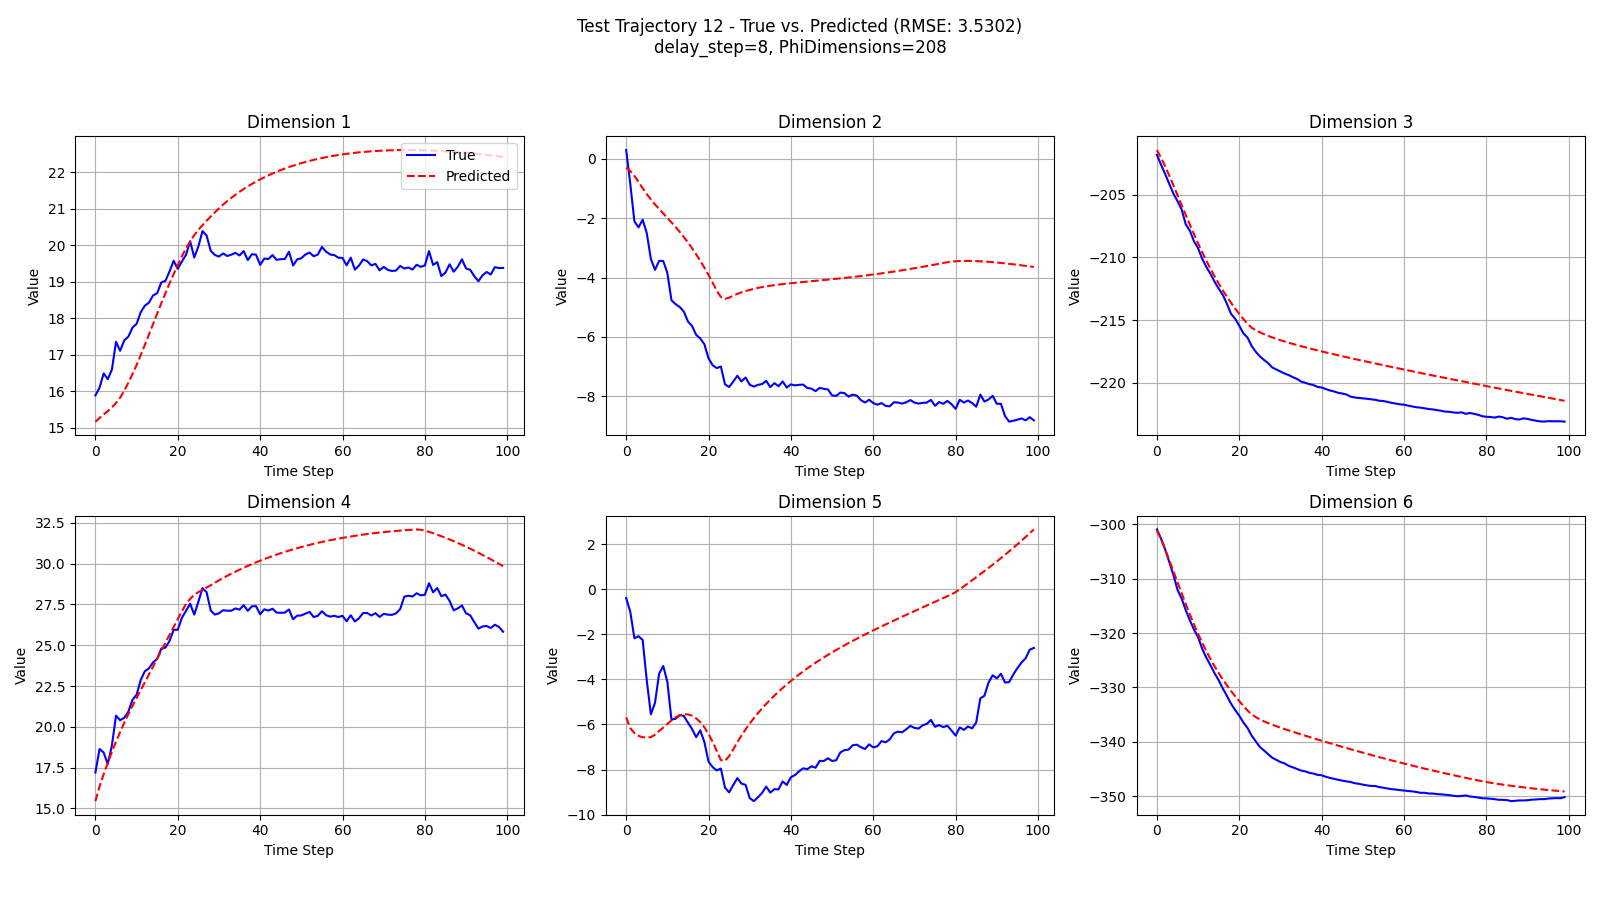 Test Trajectory 12 - True vs. Predicted (RMSE: 3.5302)
delay_step=8, PhiDimensions=208
Dimension 1
Value
22
21
20
19
18
17
16
15
0 20 40 60 80 100
Time Step
True
Predicted
Dimension 2
Value
0
−2
−4
−6
−8
0 20 40 60 80 100
Time Step
Dimension 3
Value
−205
−210
−215
−220
0 20 40 60 80 100
Time Step
Dimension 4
Value
32.5
30.0
27.5
25.0
22.5
20.0
17.5
15.0
0 20 40 60 80 100
Time Step
Dimension 5
Value
2
0
−2
−4
−6
−8
−10
0 20 40 60 80 100
Time Step
Dimension 6
Value
−300
−310
−320
−330
−340
−350
0 20 40 60 80 100
Time Step